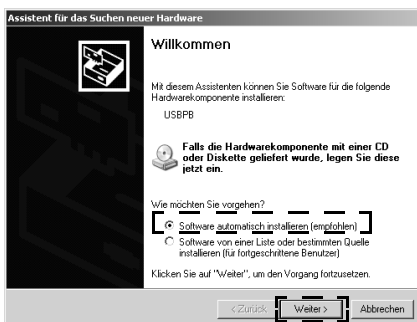 Assistent für das Suchen neuer Hardware
Willkommen
Mit diesem Assistenten können Sie Software für die folgende
Hardwarekomponente installieren:
USBPB
Falls die Hardwarekomponente mit einer CD
oder Diskette geliefert wurde, legen Sie diese
jetzt ein.
Wie möchten Sie vorgehen?
Software automatisch installieren (empfohlen)
Software von einer Liste oder bestimmten Quelle
installieren (für fortgeschrittene Benutzer)
Klicken Sie auf "Weiter", um den Vorgang fortzusetzen.
< Zurück Weiter > Abbrechen